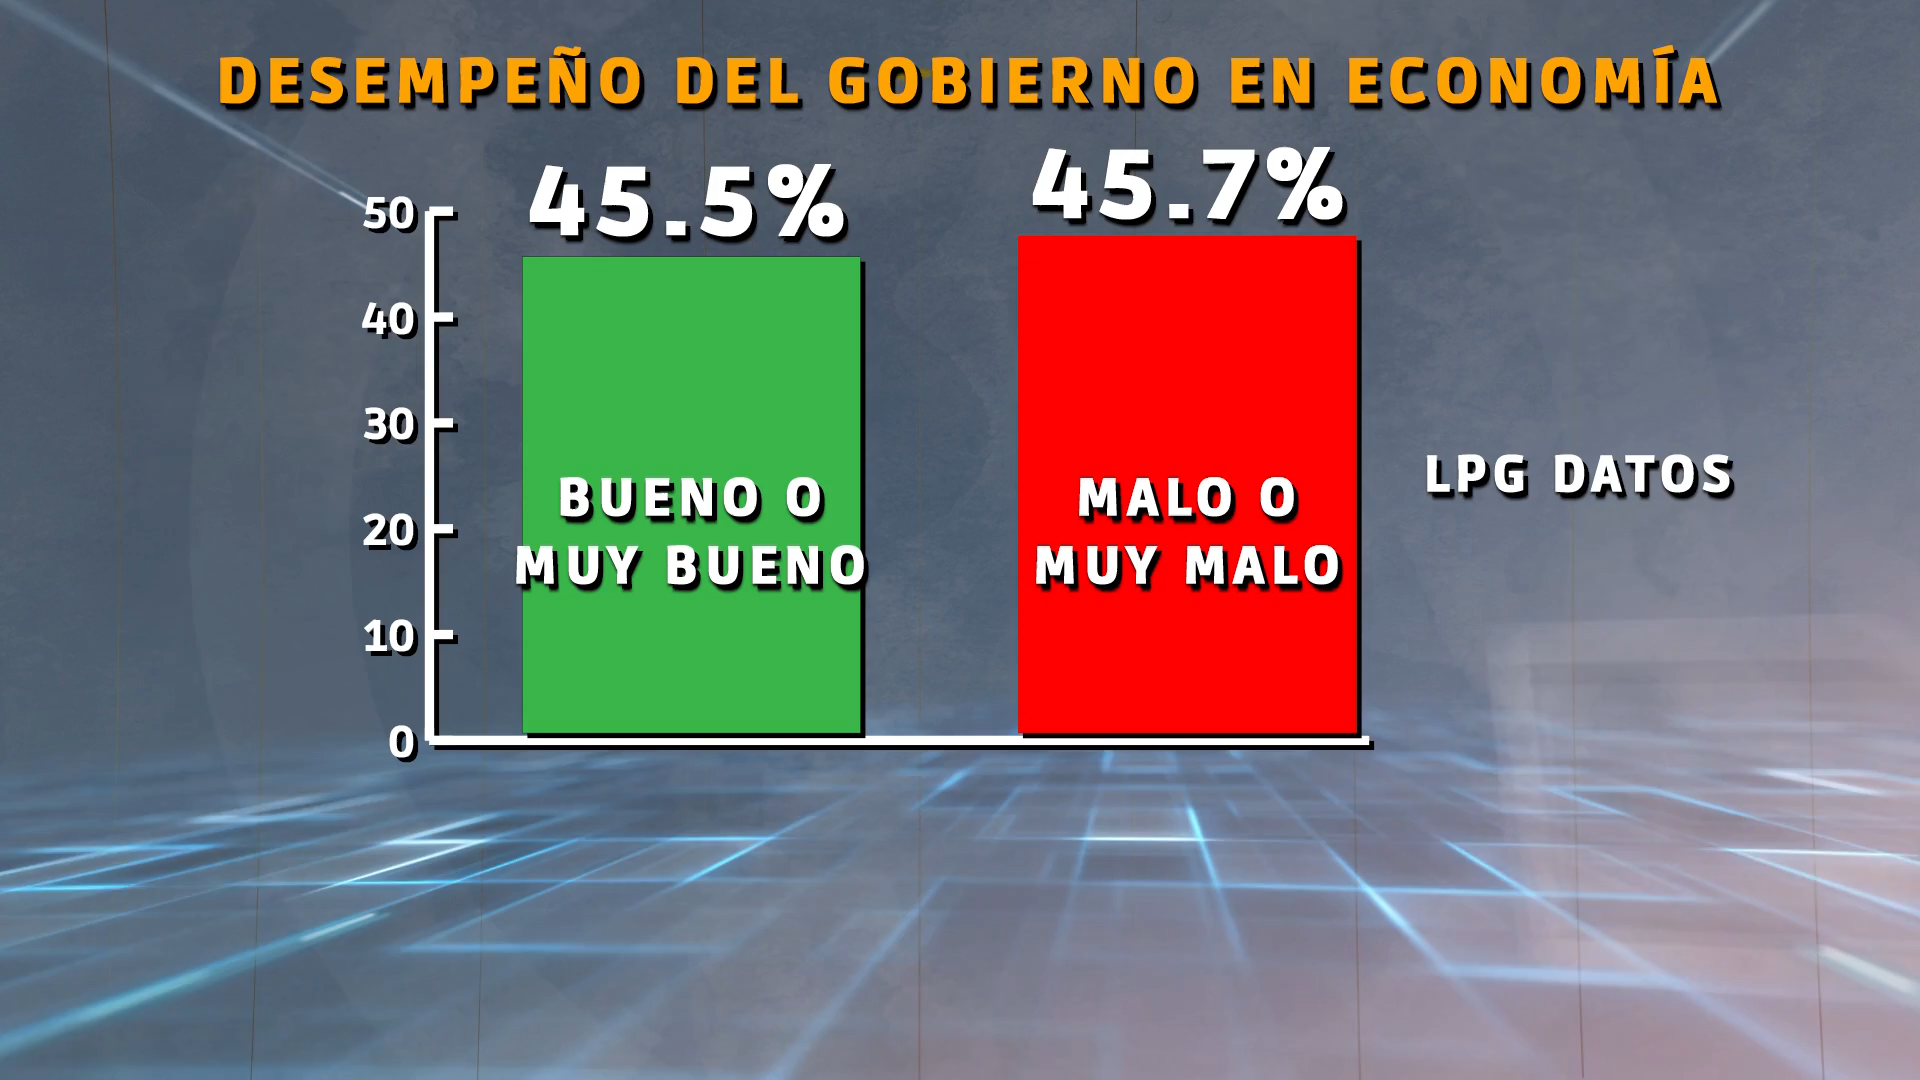 DESEMPEÑO DEL GOBIERNO EN ECONOMÍA
45.5%
45.7%
50
40
30
20
10
0
BUENO O
MUY BUENO
MALO O
MUY MALO
LPG DATOS